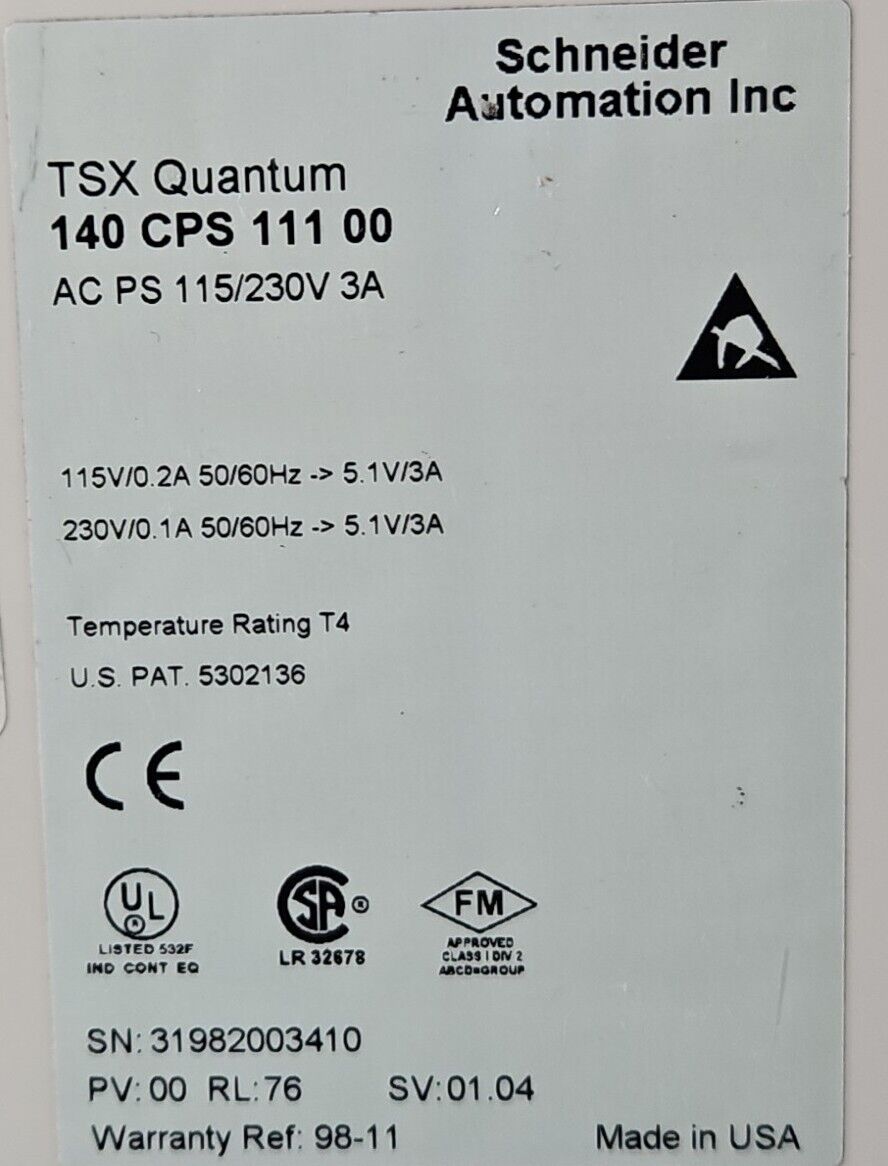 Schneider
Automation Inc
TSX Quantum
140 CPS 111 00
AC PS 115/230V 3A
115V/0.2A 50/60Hz -> 5.1V/3A
230V/0.1A 50/60Hz -> 5.1V/3A
Temperature Rating T4
U.S. PAT. 5302136
CE
UL ® SA ® FM
LISTED 532F
IND CONT EQ
LR 32678
APPROVED
CLASS I DIV 2
ABCD=GROUP
SN: 31982003410
PV: 00 RL: 76 SV: 01.04
Warranty Ref: 98-11 Made in USA